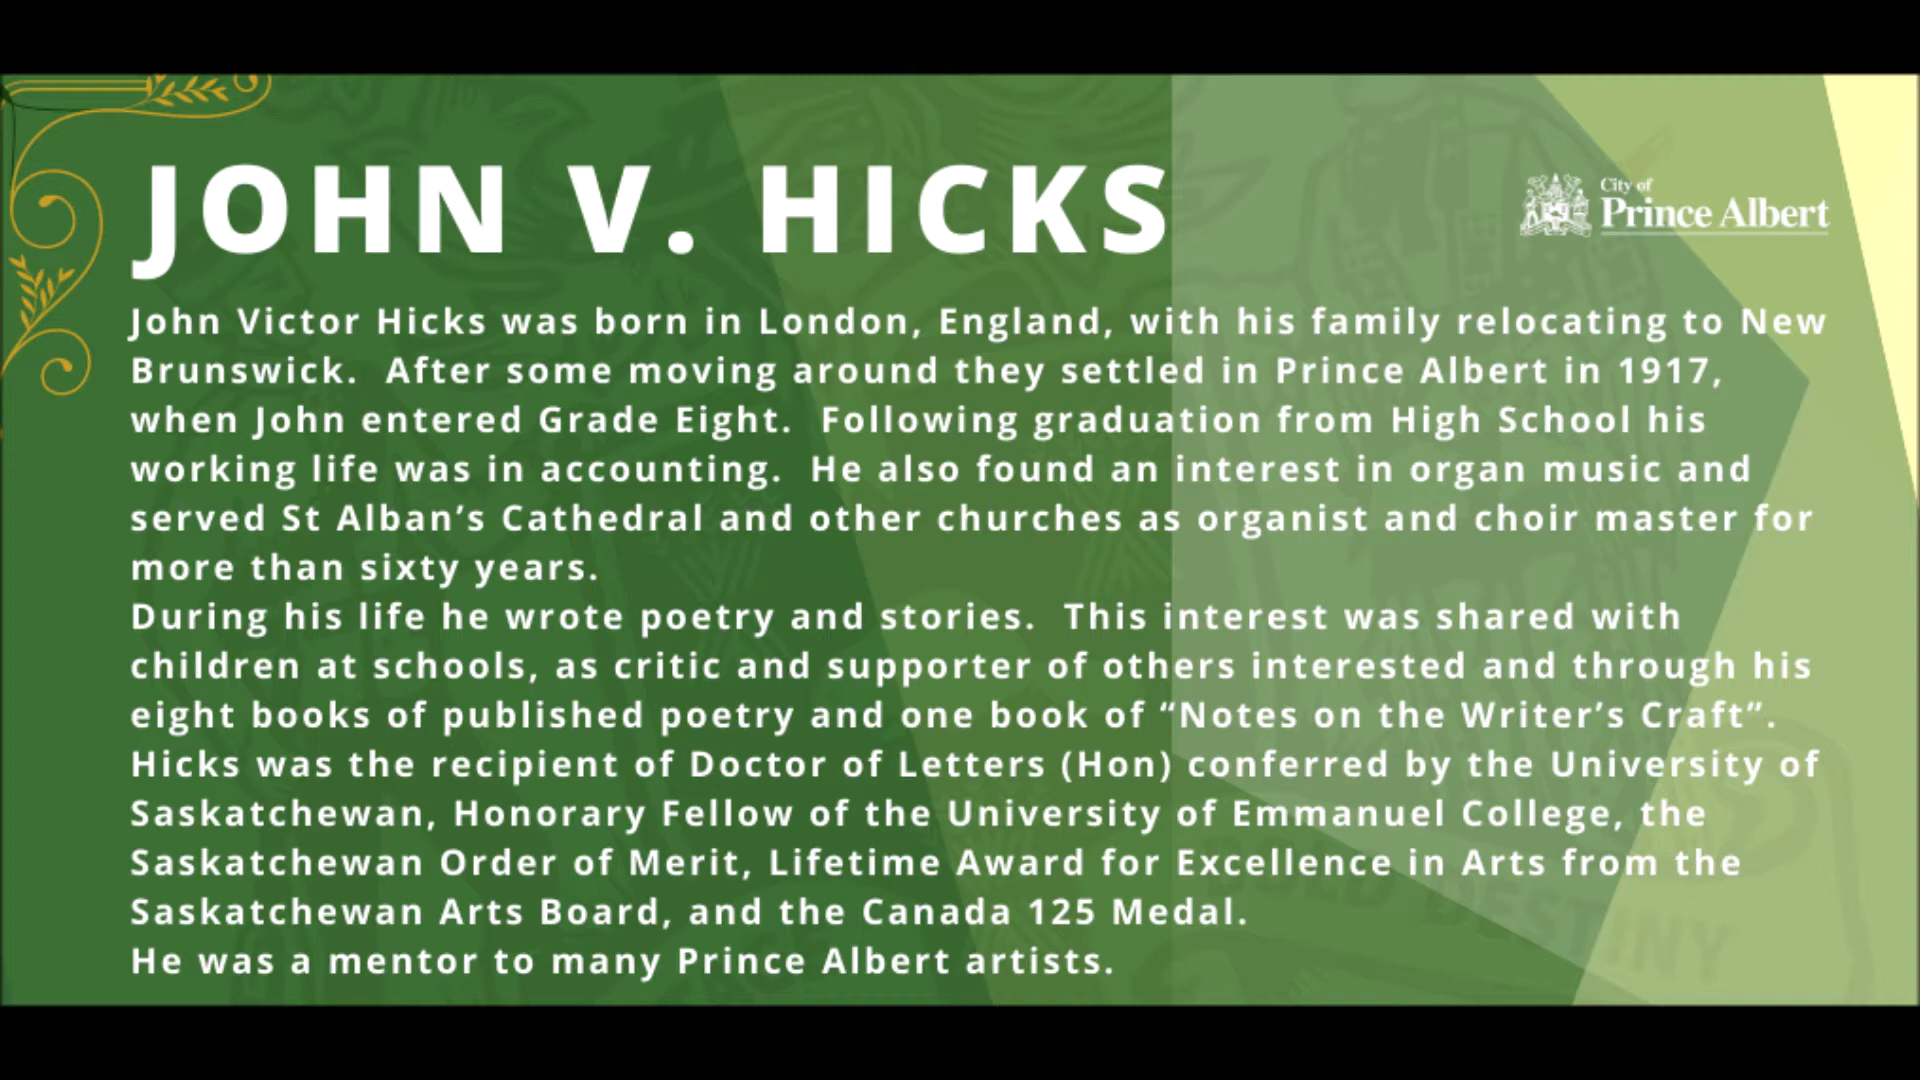 JOHN V. HICKS
City of
Prince Albert
John Victor Hicks was born in London, England, with his family relocating to New
Brunswick.  After some moving around they settled in Prince Albert in 1917,
when John entered Grade Eight.  Following graduation from High School his
working life was in accounting.  He also found an interest in organ music and
served St Alban’s Cathedral and other churches as organist and choir master for
more than sixty years.
During his life he wrote poetry and stories.  This interest was shared with
children at schools, as critic and supporter of others interested and through his
eight books of published poetry and one book of “Notes on the Writer’s Craft”.
Hicks was the recipient of Doctor of Letters (Hon) conferred by the University of
Saskatchewan, Honorary Fellow of the University of Emmanuel College, the
Saskatchewan Order of Merit, Lifetime Award for Excellence in Arts from the
Saskatchewan Arts Board, and the Canada 125 Medal.
He was a mentor to many Prince Albert artists.
BOLD DESTINY